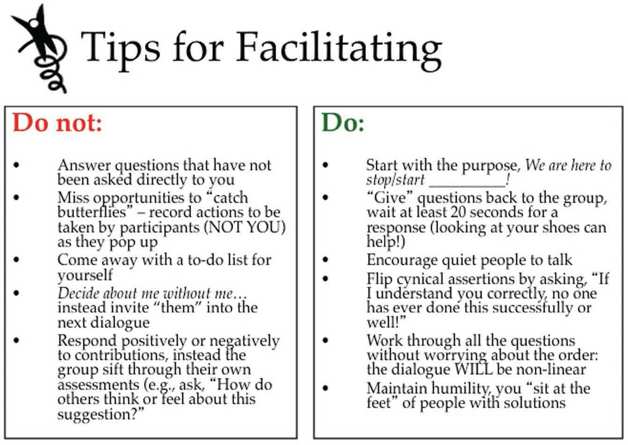 Tips for Facilitating
Do not:
• Answer questions that have not
been asked directly to you
• Miss opportunities to “catch
butterflies” – record actions to be
taken by participants (NOT YOU)
as they pop up
• Come away with a to-do list for
yourself
• Decide about me without me…
instead invite “them” into the
next dialogue
• Respond positively or negatively
to contributions, instead the
group sift through their own
assessments (e.g., ask, “How do
others think or feel about this
suggestion?”
Do:
• Start with the purpose, We are here to
stop/start __________!
• “Give” questions back to the group,
wait at least 20 seconds for a
response (looking at your shoes can
help!)
• Encourage quiet people to talk
• Flip cynical assertions by asking, “If
I understand you correctly, no one
has ever done this successfully or
well!”
• Work through all the questions
without worrying about the order:
the dialogue WILL be non-linear
• Maintain humility, you “sit at the
feet” of people with solutions